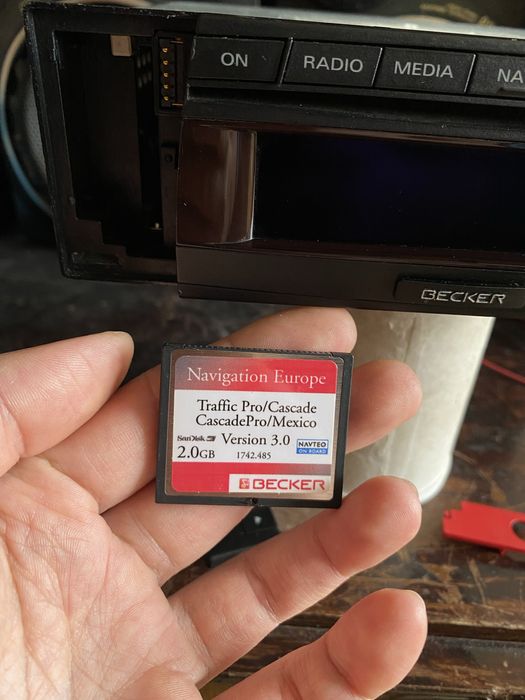 ON RADIO MEDIA NA
BECKER
Navigation Europe
Traffic Pro/Cascade
CascadePro/Mexico
SanDisk Version 3.0 NAVTEQ
ON BOARD
2.0GB 1742.485
BECKER